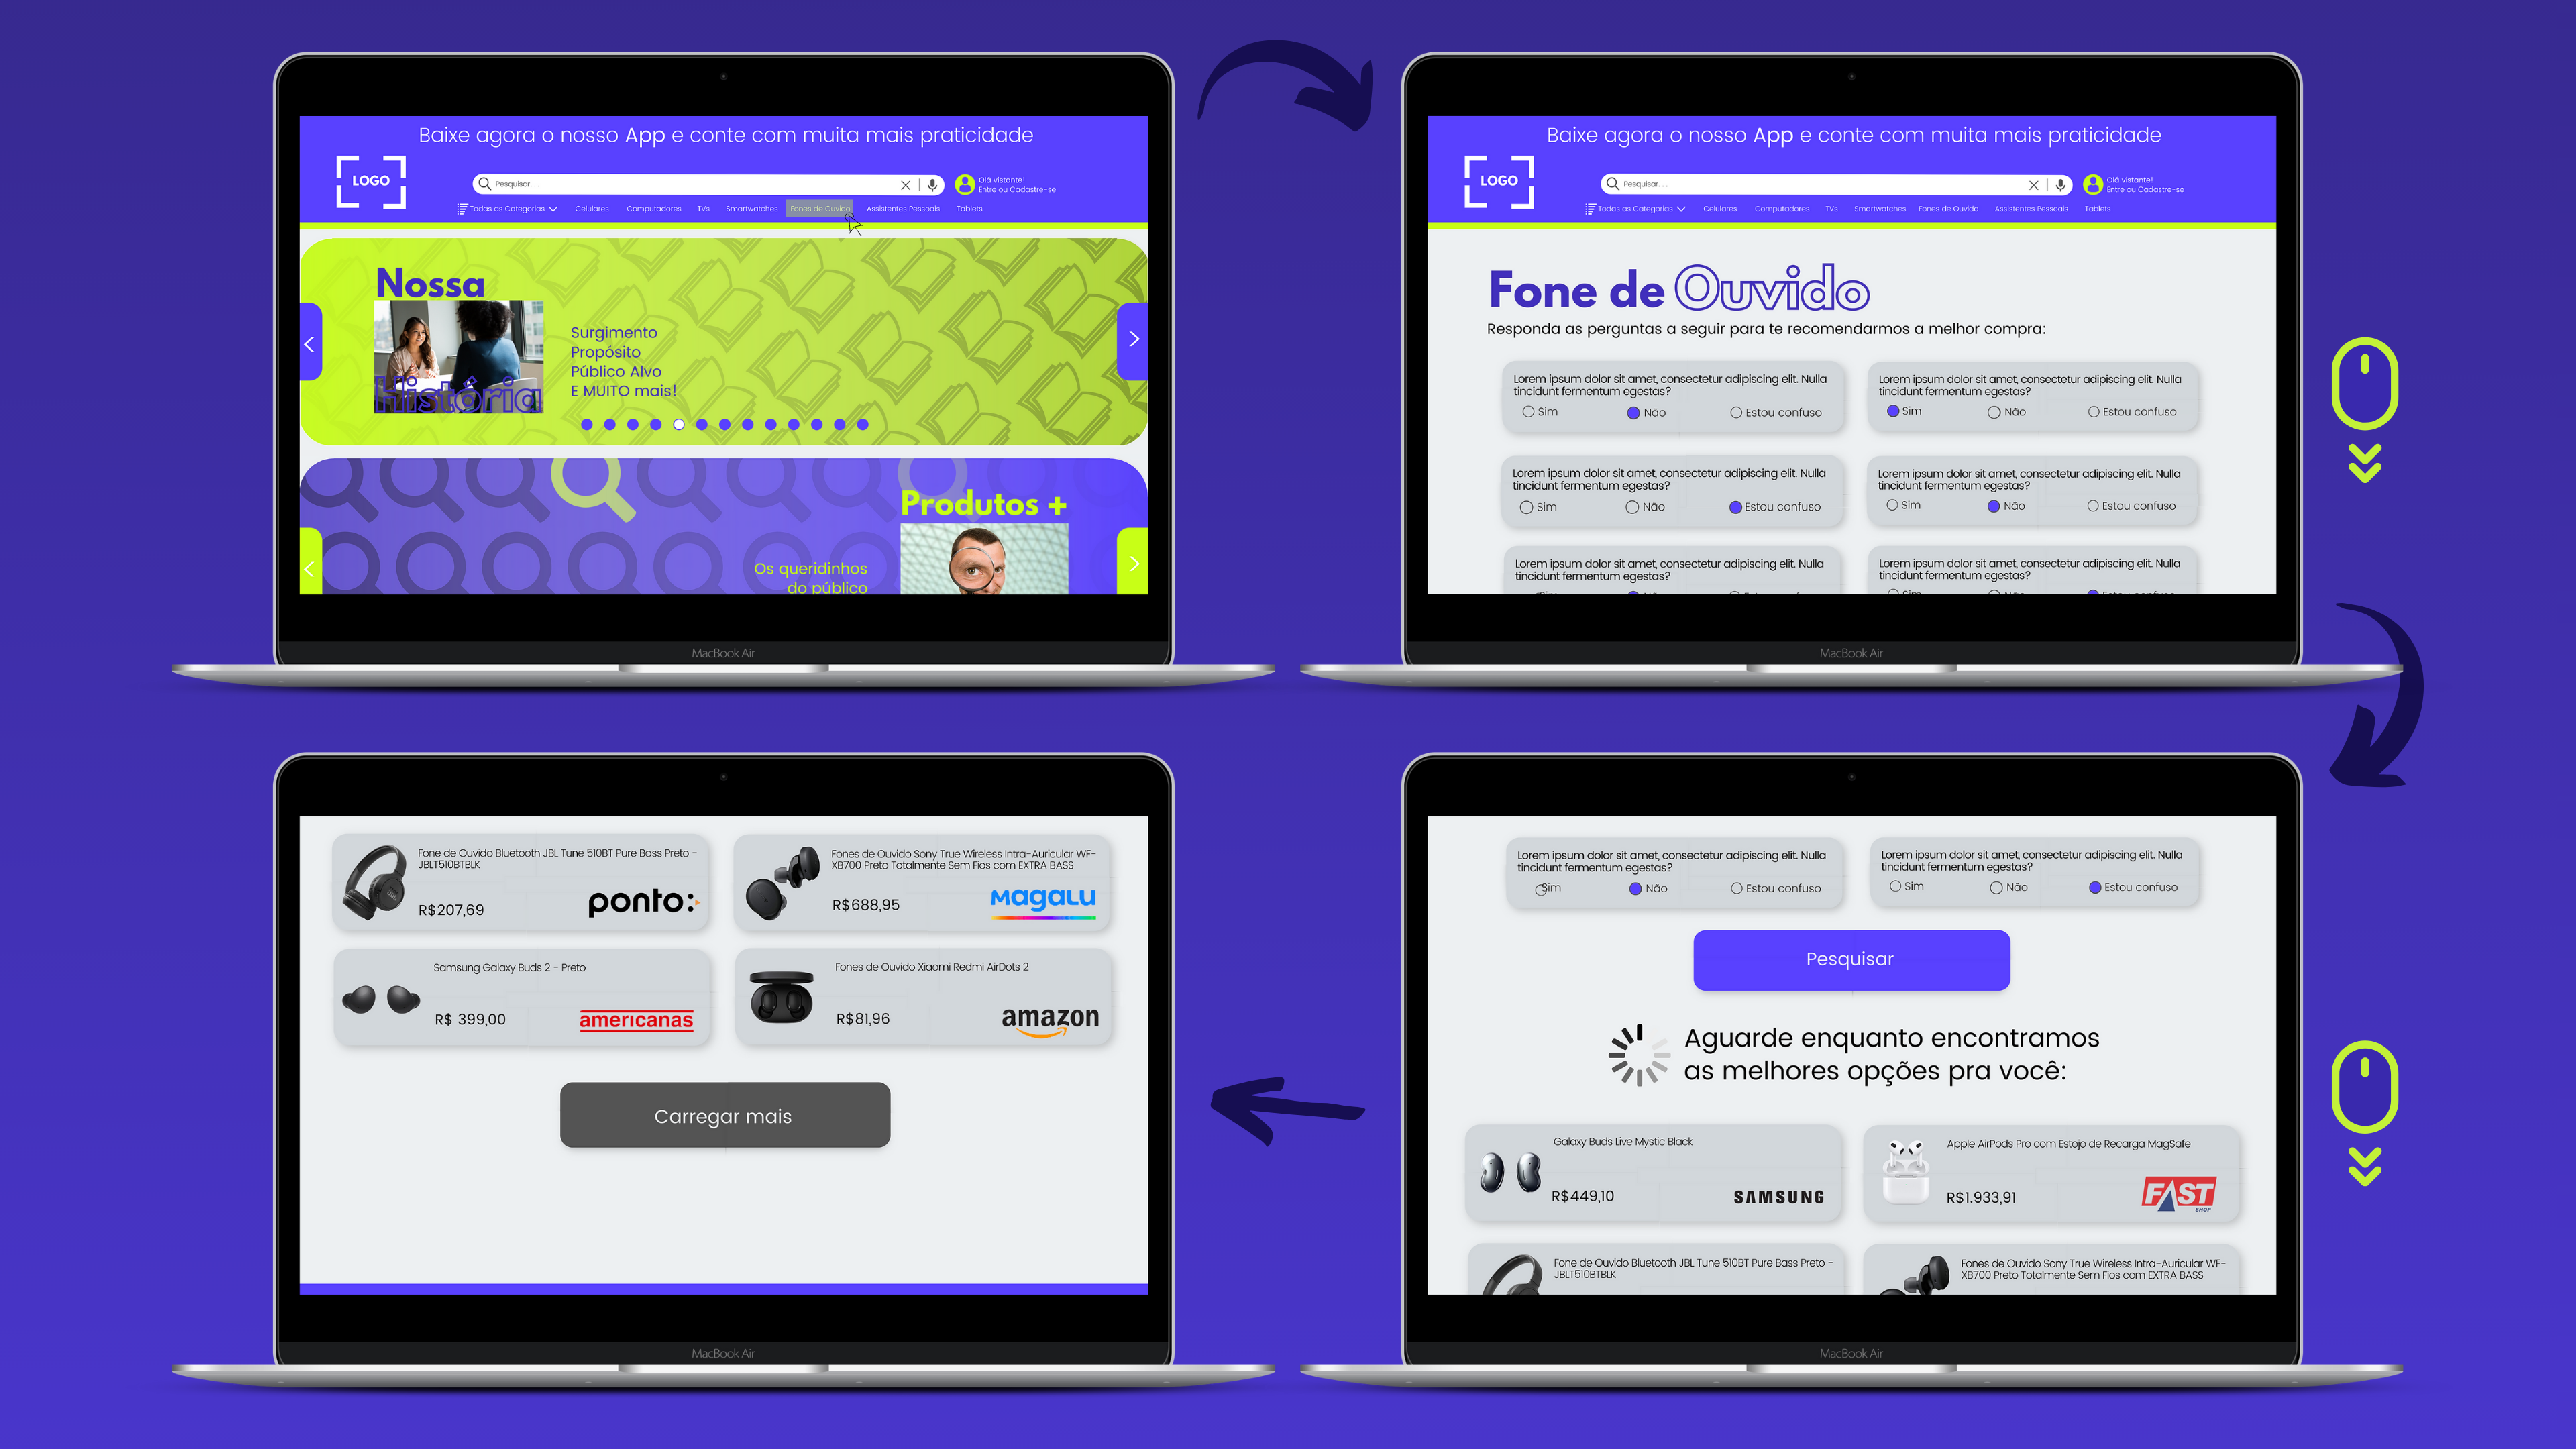 Baixe agora o nosso App e conte com muita mais praticidade
LOGO
Pesquisar...
Olá vistante!
Entre ou Cadastre-se
Todas as Categorias
Celulares
Computadores
TVs
Smartwatches
Fones de Ouvido
Assistentes Pessoais
Tablets
Nossa
História
Surgimento
Propósito
Público Alvo
E MUITO mais!
Produtos +
Os queridinhos
do público
MacBook Air
Baixe agora o nosso App e conte com muita mais praticidade
LOGO
Pesquisar...
Olá vistante!
Entre ou Cadastre-se
Todas as Categorias
Celulares
Computadores
TVs
Smartwatches
Fones de Ouvido
Assistentes Pessoais
Tablets
Fone de Ouvido
Responda as perguntas a seguir para te recomendarmos a melhor compra:
Lorem ipsum dolor sit amet, consectetur adipiscing elit. Nulla
tincidunt fermentum egestas?
Sim Não Estou confuso
Lorem ipsum dolor sit amet, consectetur adipiscing elit. Nulla
tincidunt fermentum egestas?
Sim Não Estou confuso
Lorem ipsum dolor sit amet, consectetur adipiscing elit. Nulla
tincidunt fermentum egestas?
Sim Não Estou confuso
Lorem ipsum dolor sit amet, consectetur adipiscing elit. Nulla
tincidunt fermentum egestas?
Sim Não Estou confuso
Lorem ipsum dolor sit amet, consectetur adipiscing elit. Nulla
tincidunt fermentum egestas?
Sim Não Estou confuso
Lorem ipsum dolor sit amet, consectetur adipiscing elit. Nulla
tincidunt fermentum egestas?
Sim Não Estou confuso
MacBook Air
Fone de Ouvido Bluetooth JBL Tune 510BT Pure Bass Preto -
JBLT510BTBLK
R$207,69
ponto:
Fones de Ouvido Sony True Wireless Intra-Auricular WF-
XB700 Preto Totalmente Sem Fios com EXTRA BASS
R$688,95
Magalu
Samsung Galaxy Buds 2 - Preto
R$ 399,00
americanas
Fones de Ouvido Xiaomi Redmi AirDots 2
R$81,96
amazon
Carregar mais
MacBook Air
Lorem ipsum dolor sit amet, consectetur adipiscing elit. Nulla
tincidunt fermentum egestas?
Sim Não Estou confuso
Lorem ipsum dolor sit amet, consectetur adipiscing elit. Nulla
tincidunt fermentum egestas?
Sim Não Estou confuso
Pesquisar
Aguarde enquanto encontramos
as melhores opções pra você:
Galaxy Buds Live Mystic Black
R$449,10
SAMSUNG
Apple AirPods Pro com Estojo de Recarga MagSafe
R$1.933,91
FAST
SHOP
Fone de Ouvido Bluetooth JBL Tune 510BT Pure Bass Preto -
JBLT510BTBLK
Fones de Ouvido Sony True Wireless Intra-Auricular WF-
XB700 Preto Totalmente Sem Fios com EXTRA BASS
MacBook Air